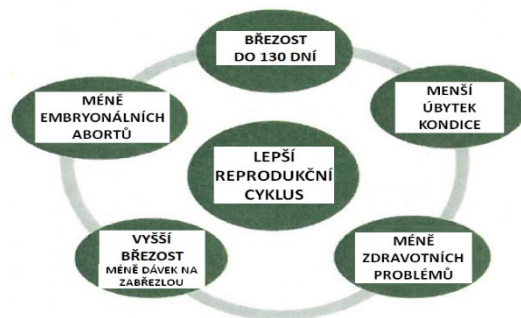 BŘEZOST
DO 130 DNÍ
MENŠÍ
ÚBYTEK
KONDICE
MÉNĚ
ZDRAVOTNÍCH
PROBLÉMŮ
VYŠŠÍ
BŘEZOST
MÉNĚ DÁVEK NA
ZABŘEZLOU
MÉNĚ
EMBRYONÁLNÍCH
ABORTŮ
LEPŠÍ
REPRODUKČNÍ
CYKLUS